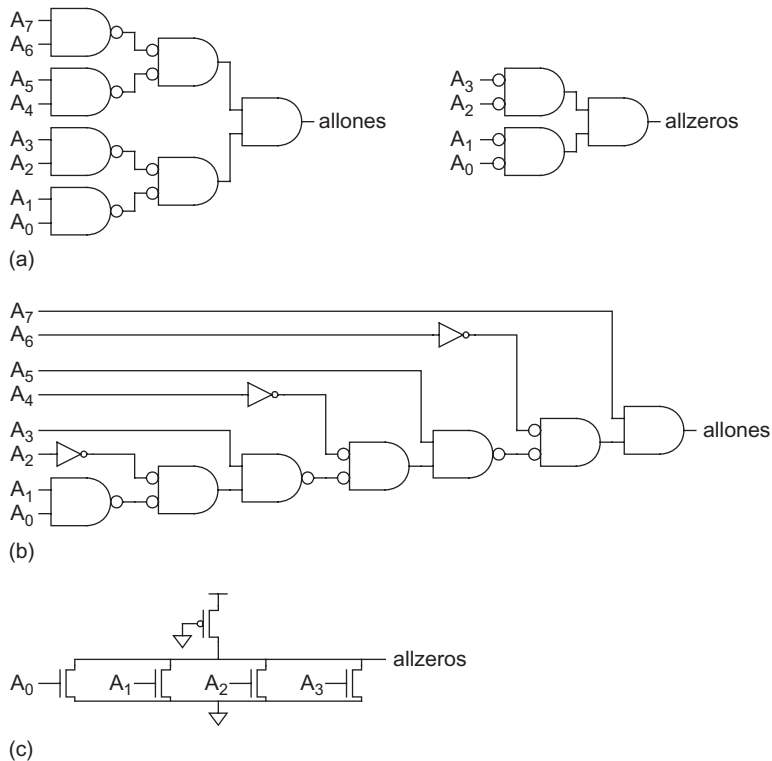 A7
A6
A5
A4
A3
A2
A1
A0
allones
A3
A2
A1
A0
allzeros
(a)
A7
A6
A5
A4
A3
A2
A1
A0
allones
(b)
allzeros
A0 A1 A2 A3
(c)